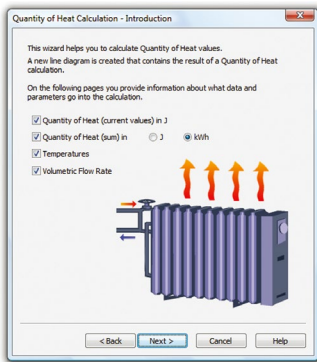 Quantity of Heat Calculation - Introduction
This wizard helps you to calculate Quantity of Heat values.
A new line diagram is created that contains the result of a Quantity of Heat
calculation.
On the following pages you provide information about what data and
parameters go into the calculation.
Quantity of Heat (current values) in J
Quantity of Heat (sum) in J kWh
Temperatures
Volumetric Flow Rate
< Back Next > Cancel Help